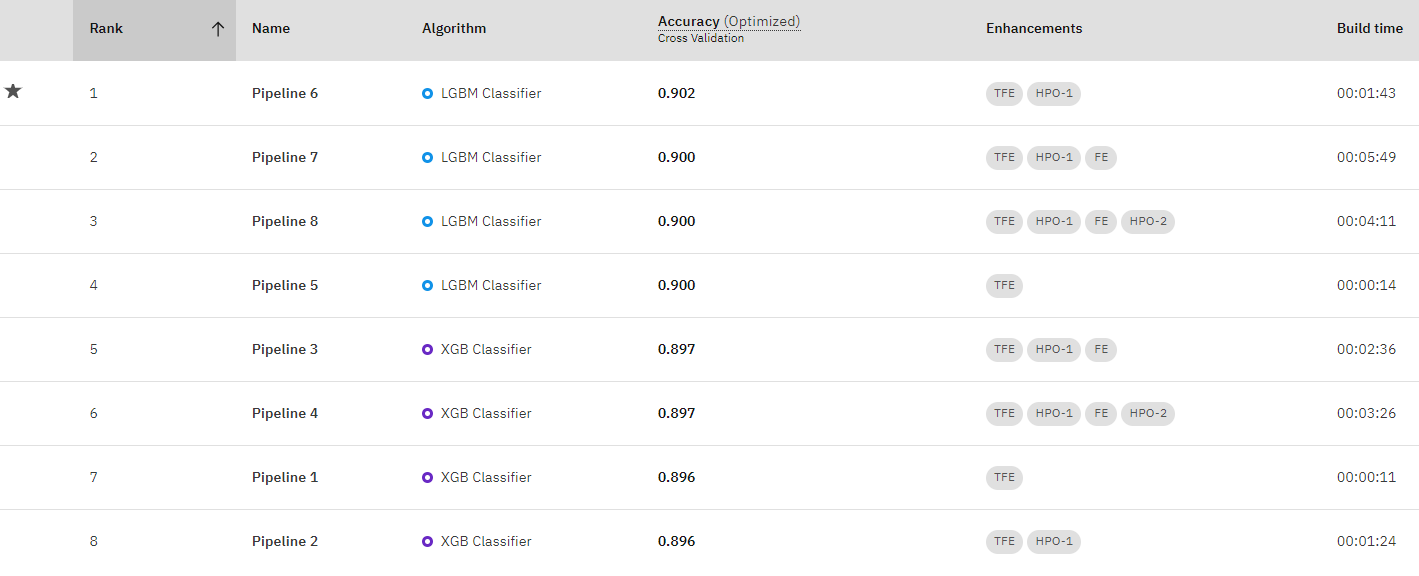 Rank Name Algorithm Accuracy (Optimized) Enhancements Build time
Cross Validation
1 Pipeline 6 LGBM Classifier 0.902 TFE HPO-1 00:01:43
2 Pipeline 7 LGBM Classifier 0.900 TFE HPO-1 FE 00:05:49
3 Pipeline 8 LGBM Classifier 0.900 TFE HPO-1 FE HPO-2 00:04:11
4 Pipeline 5 LGBM Classifier 0.900 TFE 00:00:14
5 Pipeline 3 XGB Classifier 0.897 TFE HPO-1 FE 00:02:36
6 Pipeline 4 XGB Classifier 0.897 TFE HPO-1 FE HPO-2 00:03:26
7 Pipeline 1 XGB Classifier 0.896 TFE 00:00:11
8 Pipeline 2 XGB Classifier 0.896 TFE HPO-1 00:01:24